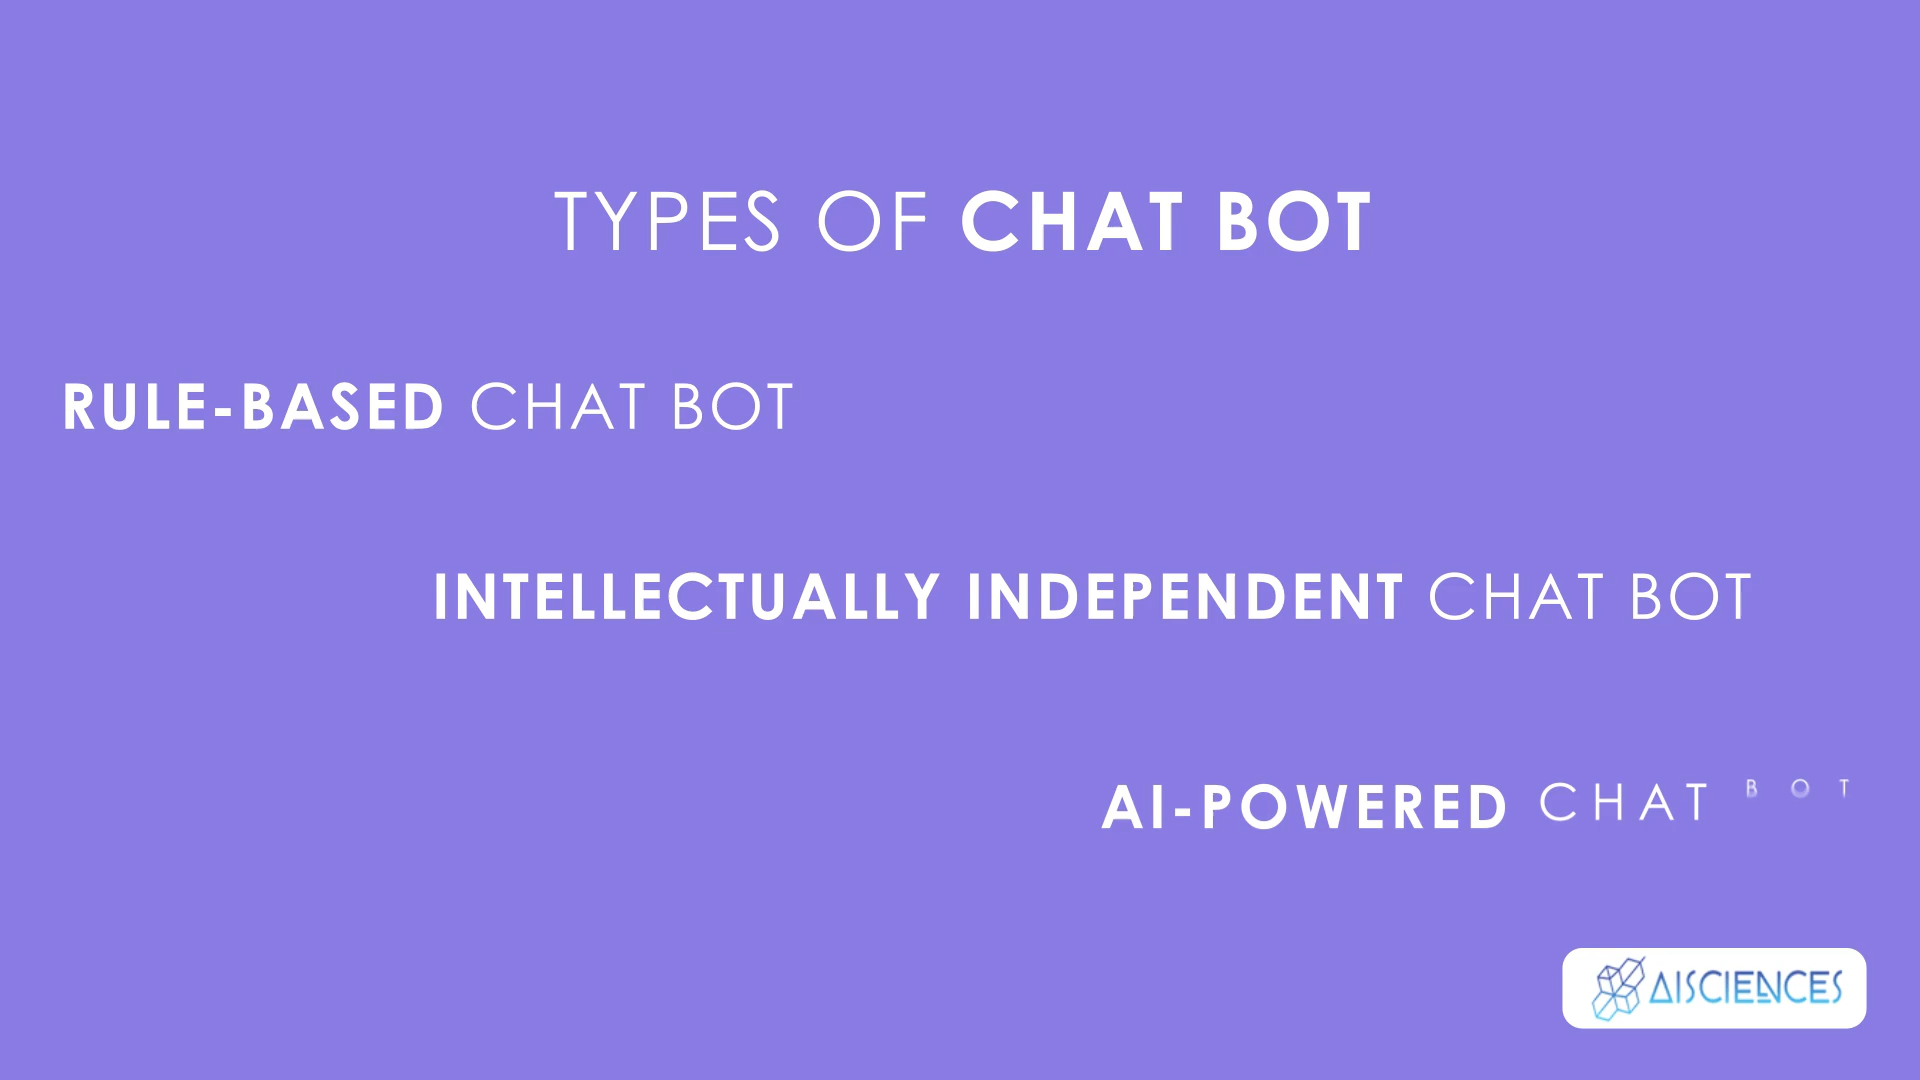 TYPES OF CHAT BOT
RULE-BASED CHAT BOT
INTELLECTUALLY INDEPENDENT CHAT BOT
AI-POWERED CHAT BOT
AISCIENCES